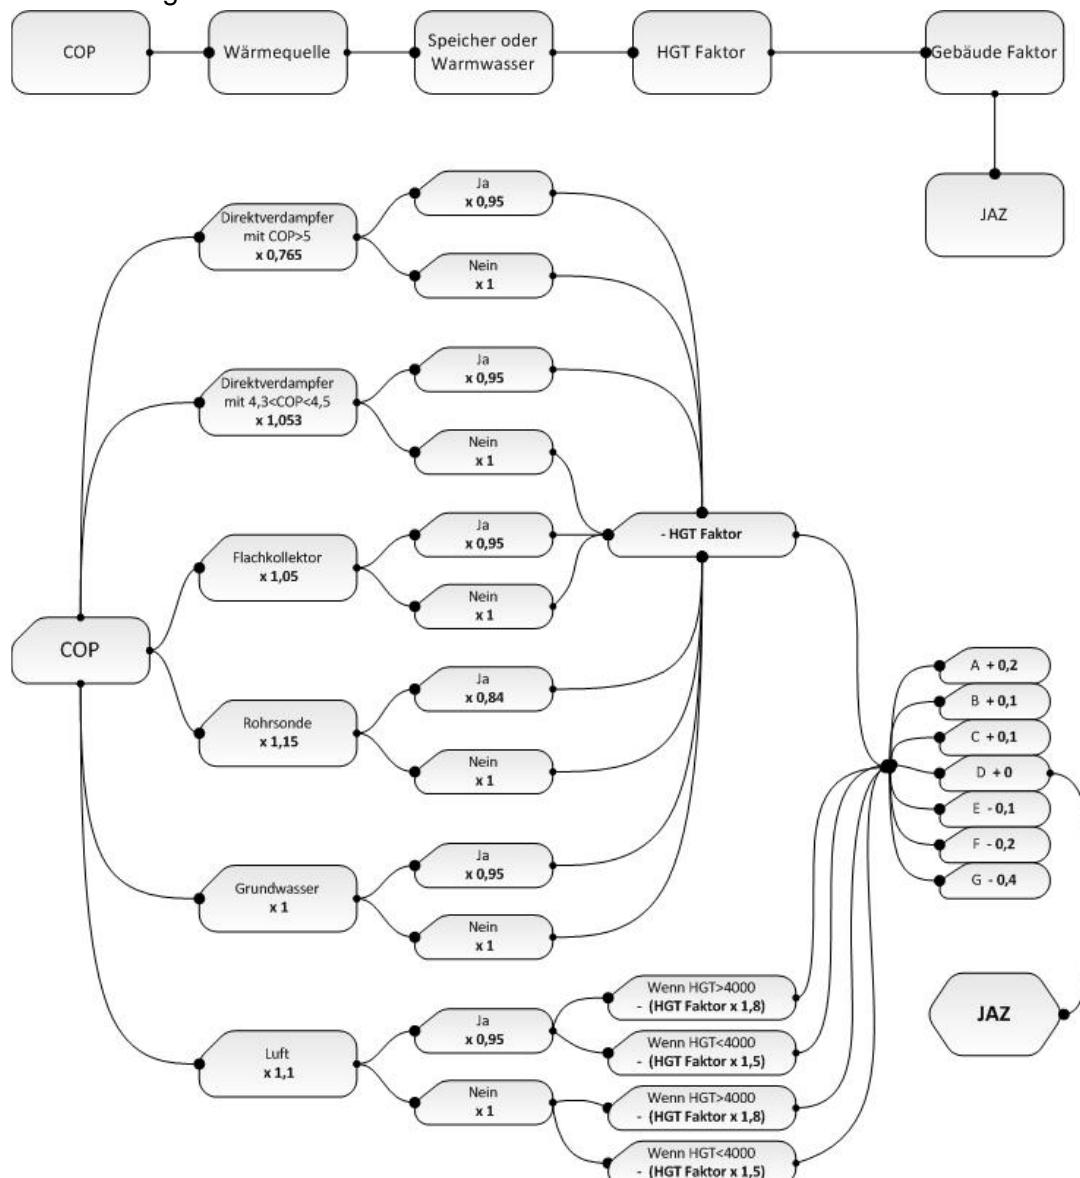 COP
Wärmequelle
Speicher oder
Warmwasser
HGT Faktor
Gebäude Faktor
JAZ
Direktverdampfer
mit COP>5
x 0,765
Ja
x 0,95
Nein
x 1
Direktverdampfer
mit 4,3<COP<4,5
x 1,053
Ja
x 0,95
Nein
x 1
Flachkollektor
x 1,05
Ja
x 0,95
Nein
x 1
- HGT Faktor
COP
Rohrsonde
x 1,15
Ja
x 0,84
Nein
x 1
A + 0,2
B + 0,1
C + 0,1
D + 0
E - 0,1
F - 0,2
G - 0,4
Grundwasser
x 1
Ja
x 0,95
Nein
x 1
Luft
x 1,1
Ja
x 0,95
Nein
x 1
Wenn HGT>4000
- (HGT Faktor x 1,8)
Wenn HGT<4000
- (HGT Faktor x 1,5)
Wenn HGT>4000
- (HGT Faktor x 1,8)
Wenn HGT<4000
- (HGT Faktor x 1,5)
JAZ